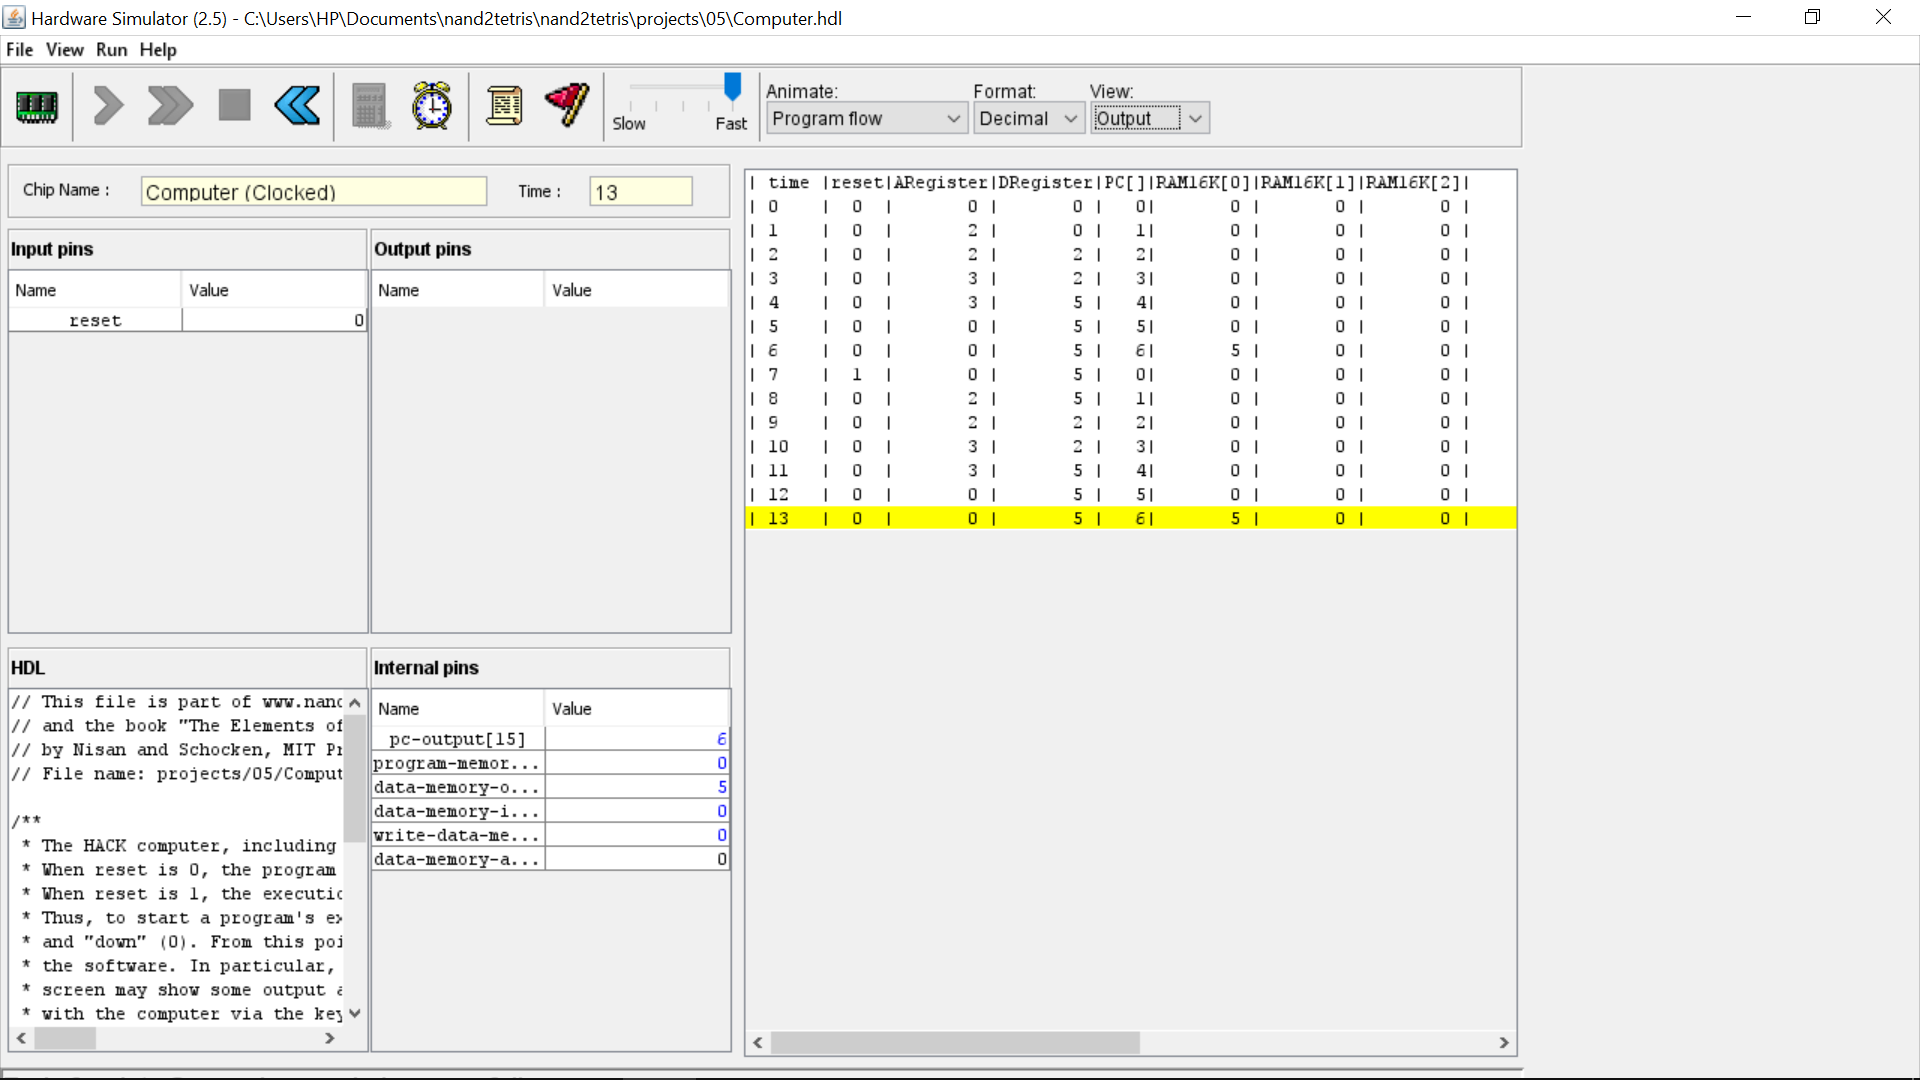 Hardware Simulator (2.5) - C:\Users\HP\Documents\nand2tetris\nand2tetris\projects\05\Computer.hdl
File View Run Help
Slow Fast
Animate: Format: View:
Program flow Decimal Output
Chip Name : Computer (Clocked) Time : 13
Input pins
Name Value
reset 0
Output pins
Name Value
HDL
// This file is part of www.nanc
// and the book "The Elements of
// by Nisan and Schocken, MIT Pr
// File name: projects/05/Comput
/**
* The HACK computer, including
* When reset is 0, the program
* When reset is 1, the executic
* Thus, to start a program's ex
* and "down" (0). From this poi
* the software. In particular,
* screen may show some output a
* with the computer via the key
Internal pins
Name Value
pc-output[15] 6
program-memor... 0
data-memory-o... 5
data-memory-i... 0
write-data-me... 0
data-memory-a... 0
| time |reset|ARegister|DRegister|PC[]|RAM16K[0]|RAM16K[1]|RAM16K[2]|
| 0 | 0 | 0 | 0 | 0| 0 | 0 | 0 |
| 1 | 0 | 2 | 0 | 1| 0 | 0 | 0 |
| 2 | 0 | 2 | 2 | 2| 0 | 0 | 0 |
| 3 | 0 | 3 | 2 | 3| 0 | 0 | 0 |
| 4 | 0 | 3 | 5 | 4| 0 | 0 | 0 |
| 5 | 0 | 0 | 5 | 5| 0 | 0 | 0 |
| 6 | 0 | 0 | 5 | 6| 5 | 0 | 0 |
| 7 | 1 | 0 | 5 | 0| 0 | 0 | 0 |
| 8 | 0 | 2 | 5 | 1| 0 | 0 | 0 |
| 9 | 0 | 2 | 2 | 2| 0 | 0 | 0 |
| 10 | 0 | 3 | 2 | 3| 0 | 0 | 0 |
| 11 | 0 | 3 | 5 | 4| 0 | 0 | 0 |
| 12 | 0 | 0 | 5 | 5| 0 | 0 | 0 |
| 13 | 0 | 0 | 5 | 6| 5 | 0 | 0 |